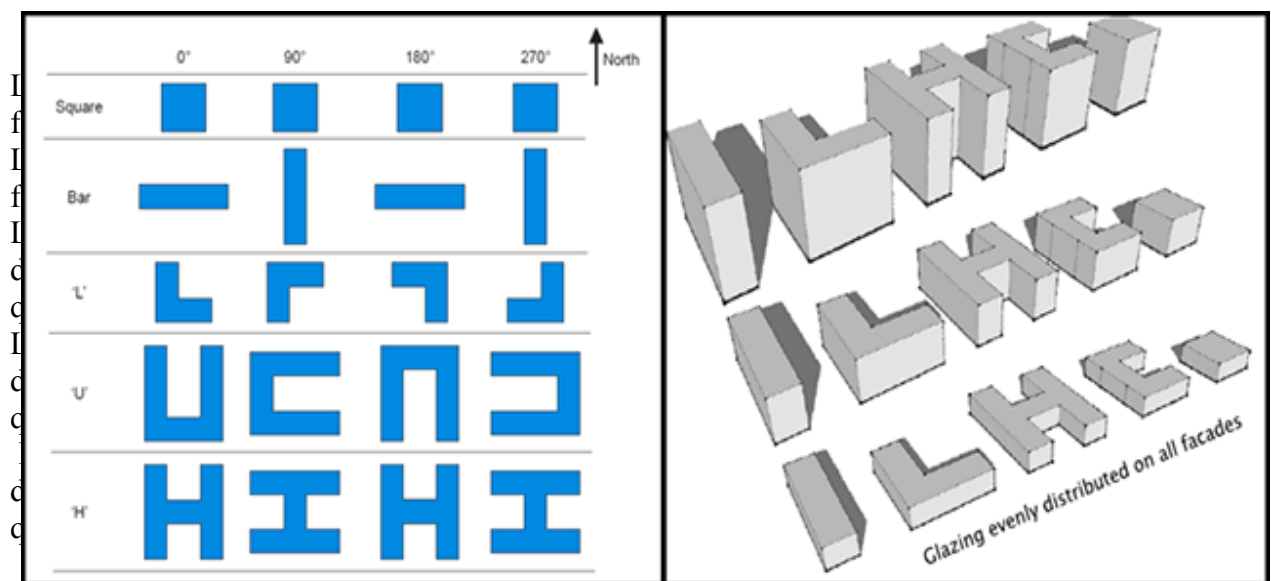 0° 90° 180° 270° North
Square
Bar
'L'
'U'
'H'
Glazing evenly distributed on all facades